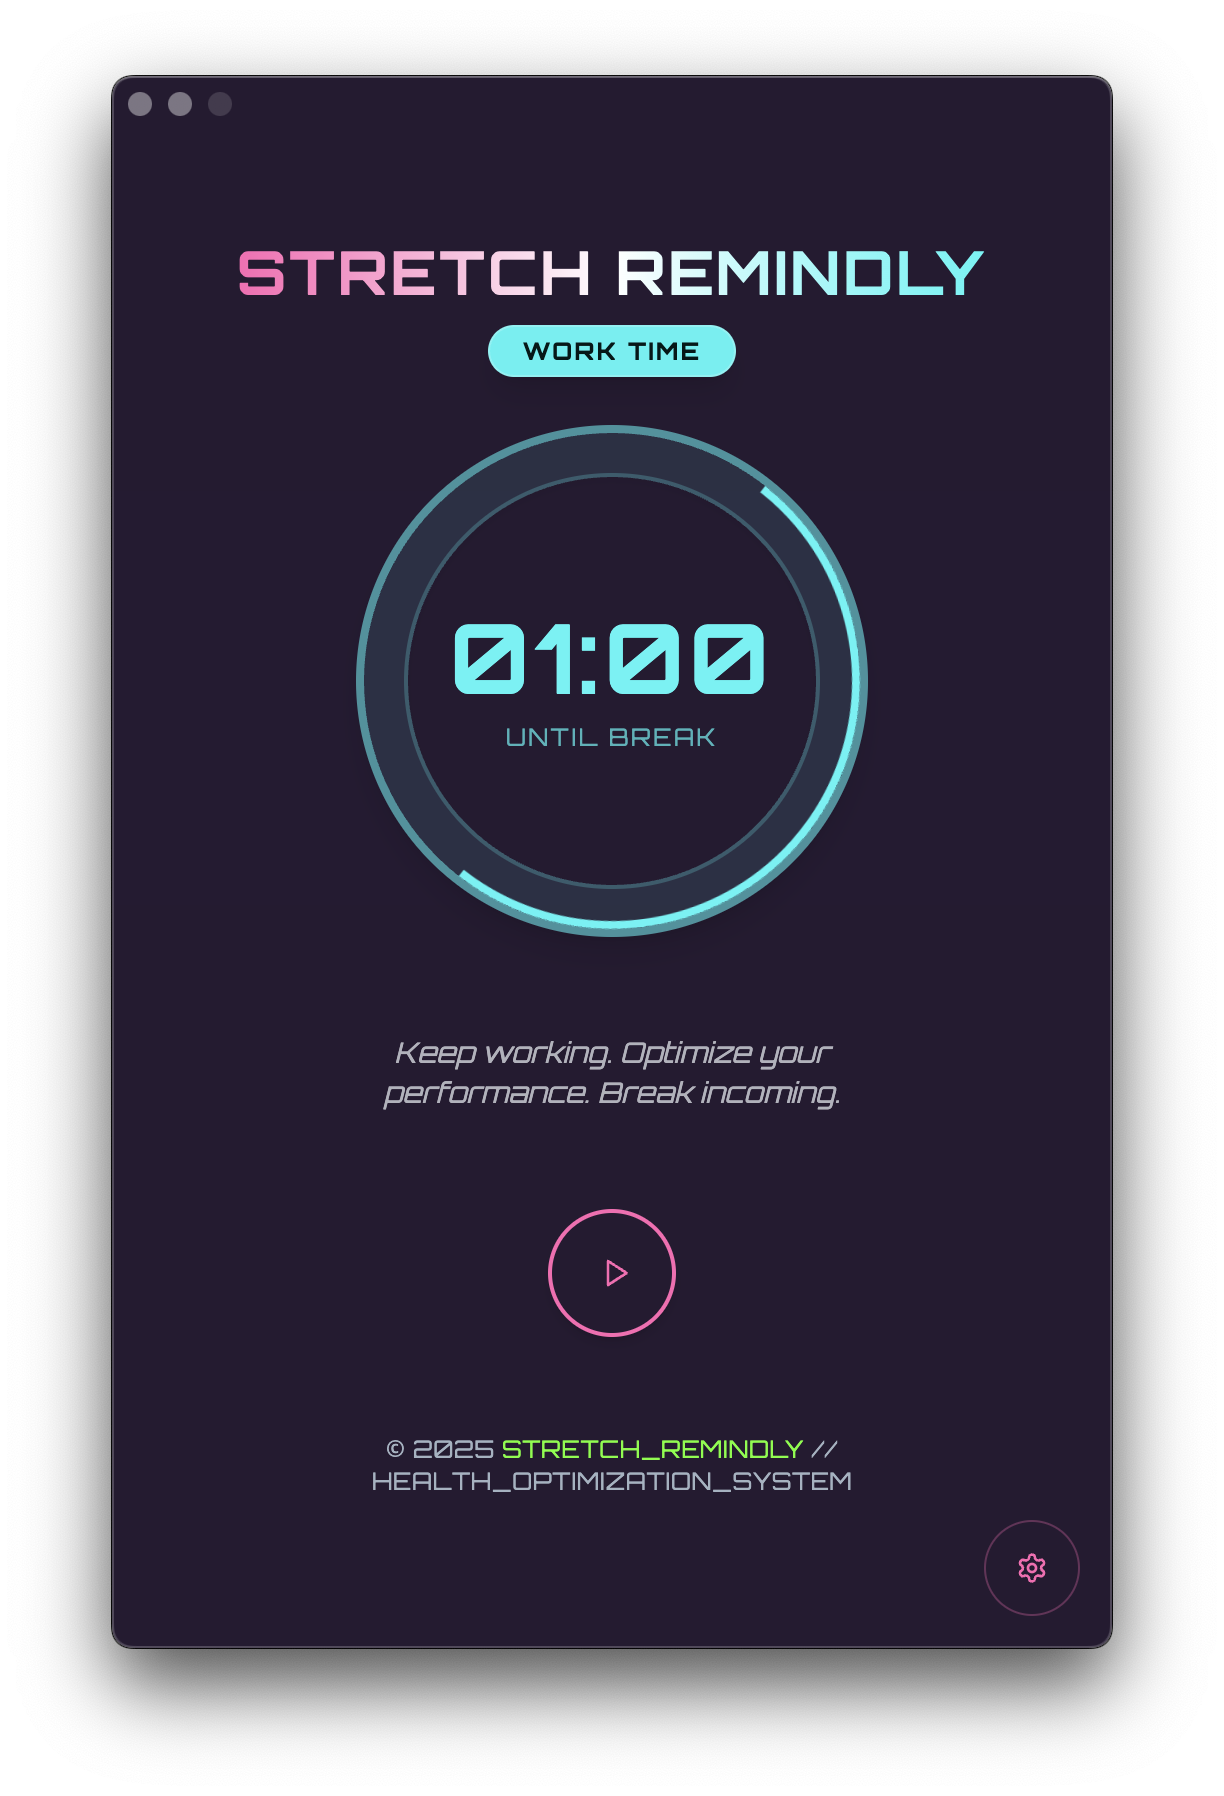 STRETCH REMINDLY
WORK TIME
01:00
UNTIL BREAK
Keep working. Optimize your
performance. Break incoming.
© 2025 STRETCH_REMINDLY //
HEALTH_OPTIMIZATION_SYSTEM